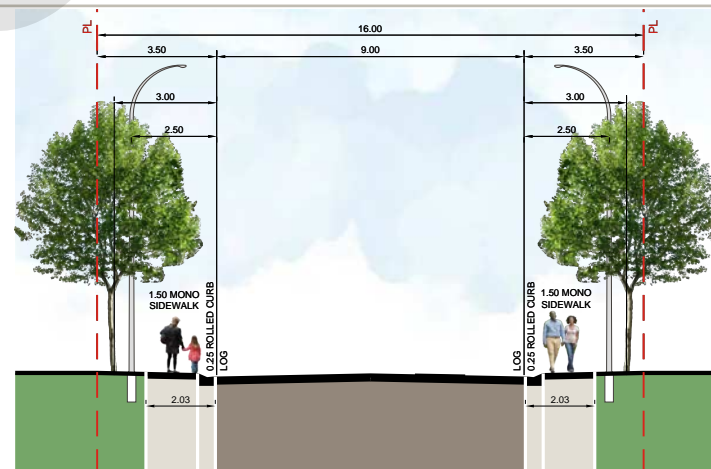 PL
PL
16.00
3.50
9.00
3.50
3.00
3.00
2.50
2.50
1.50 MONO
SIDEWALK
0.25 ROLLED CURB
LOG
LOG
0.25 ROLLED CURB
1.50 MONO
SIDEWALK
2.03
2.03